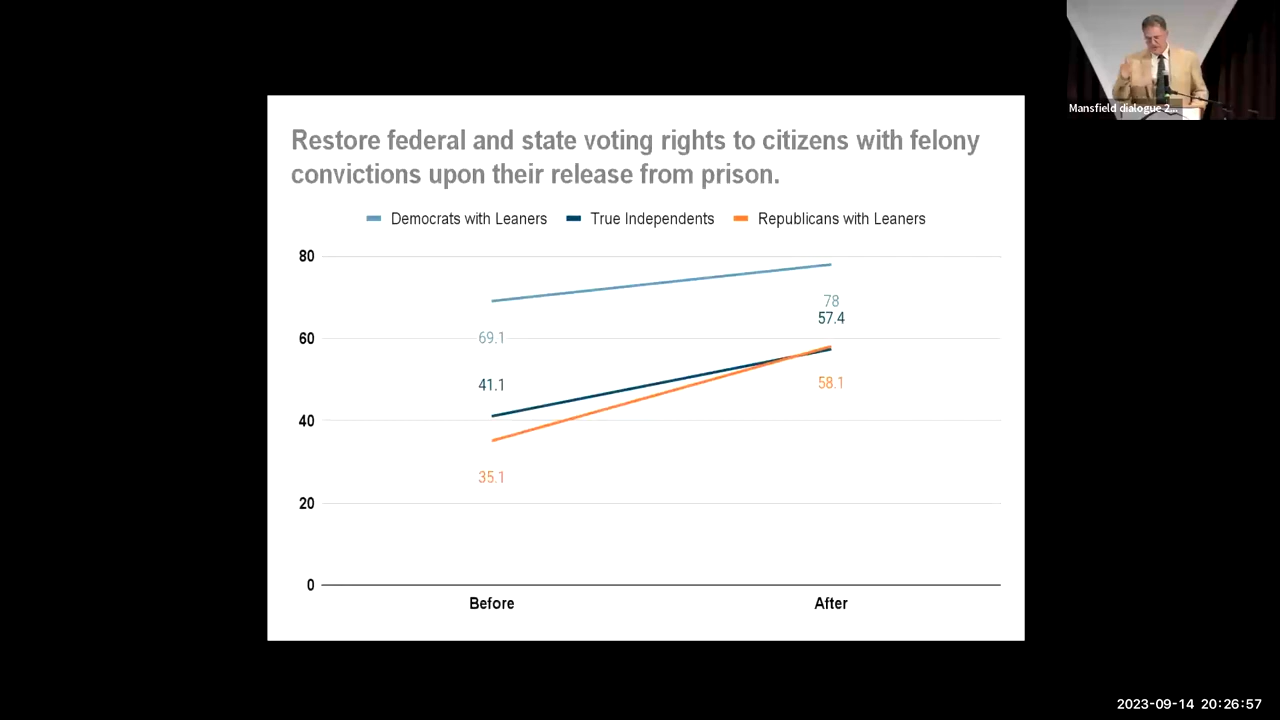 Mansfield dialogue 2...
Restore federal and state voting rights to citizens with felony
convictions upon their release from prison.
Democrats with Leaners True Independents Republicans with Leaners
80
78
57.4
60
69.1
41.1
58.1
40
35.1
20
0
Before After
2023-09-14 20:26:57